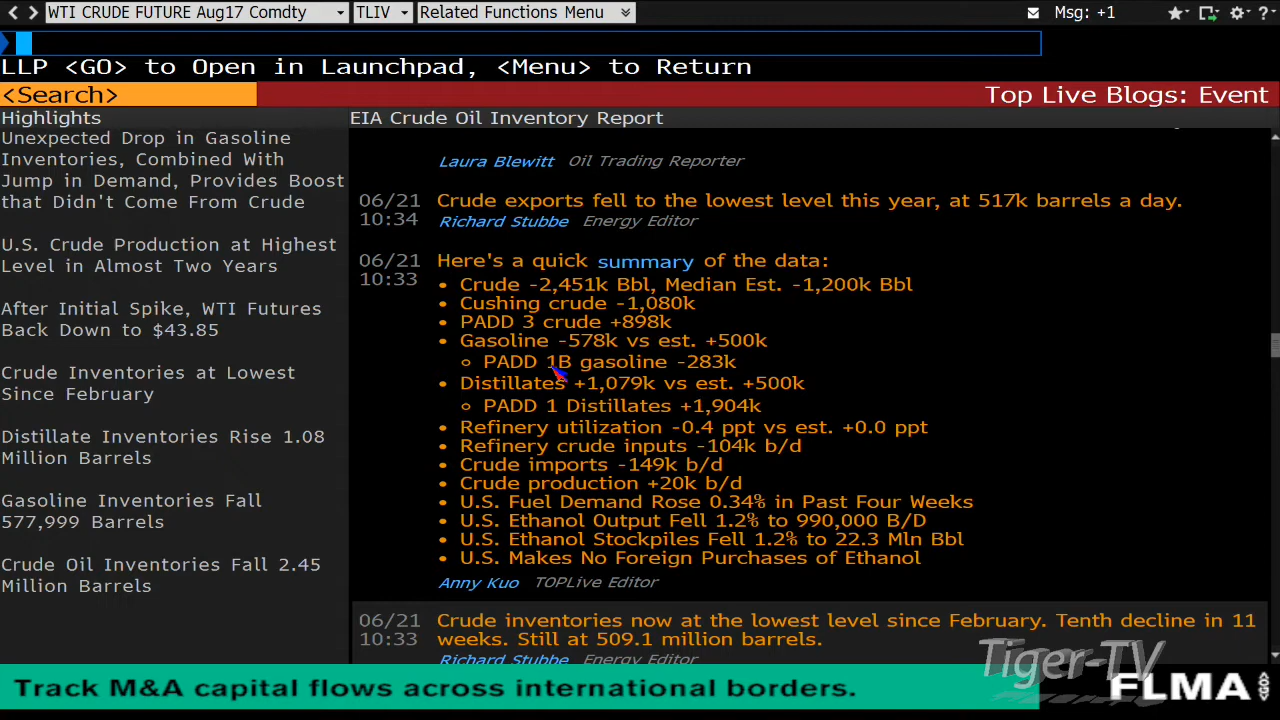 WTI CRUDE FUTURE Aug17 Comdty TLIV Related Functions Menu Msg: +1
LLP <GO> to Open in Launchpad, <Menu> to Return
<Search> Top Live Blogs: Event
Highlights
Unexpected Drop in Gasoline
Inventories, Combined With
Jump in Demand, Provides Boost
that Didn't Come From Crude
U.S. Crude Production at Highest
Level in Almost Two Years
After Initial Spike, WTI Futures
Back Down to $43.85
Crude Inventories at Lowest
Since February
Distillate Inventories Rise 1.08
Million Barrels
Gasoline Inventories Fall
577,999 Barrels
Crude Oil Inventories Fall 2.45
Million Barrels
EIA Crude Oil Inventory Report
Laura Blewitt Oil Trading Reporter
06/21 Crude exports fell to the lowest level this year, at 517k barrels a day.
10:34 Richard Stubbe Energy Editor
06/21 Here's a quick summary of the data:
10:33
• Crude -2,451k Bbl, Median Est. -1,200k Bbl
• Cushing crude -1,080k
• PADD 3 crude +898k
• Gasoline -578k vs est. +500k
○ PADD 1B gasoline -283k
• Distillates +1,079k vs est. +500k
○ PADD 1 Distillates +1,904k
• Refinery utilization -0.4 ppt vs est. +0.0 ppt
• Refinery crude inputs -104k b/d
• Crude imports -149k b/d
• Crude production +20k b/d
• U.S. Fuel Demand Rose 0.34% in Past Four Weeks
• U.S. Ethanol Output Fell 1.2% to 990,000 B/D
• U.S. Ethanol Stockpiles Fell 1.2% to 22.3 Mln Bbl
• U.S. Makes No Foreign Purchases of Ethanol
Anny Kuo TOPLive Editor
06/21 Crude inventories now at the lowest level since February. Tenth decline in 11
10:33 weeks. Still at 509.1 million barrels.
Richard Stubbe Energy Editor
Tiger-TV
Track M&A capital flows across international borders. FLMA <GO>